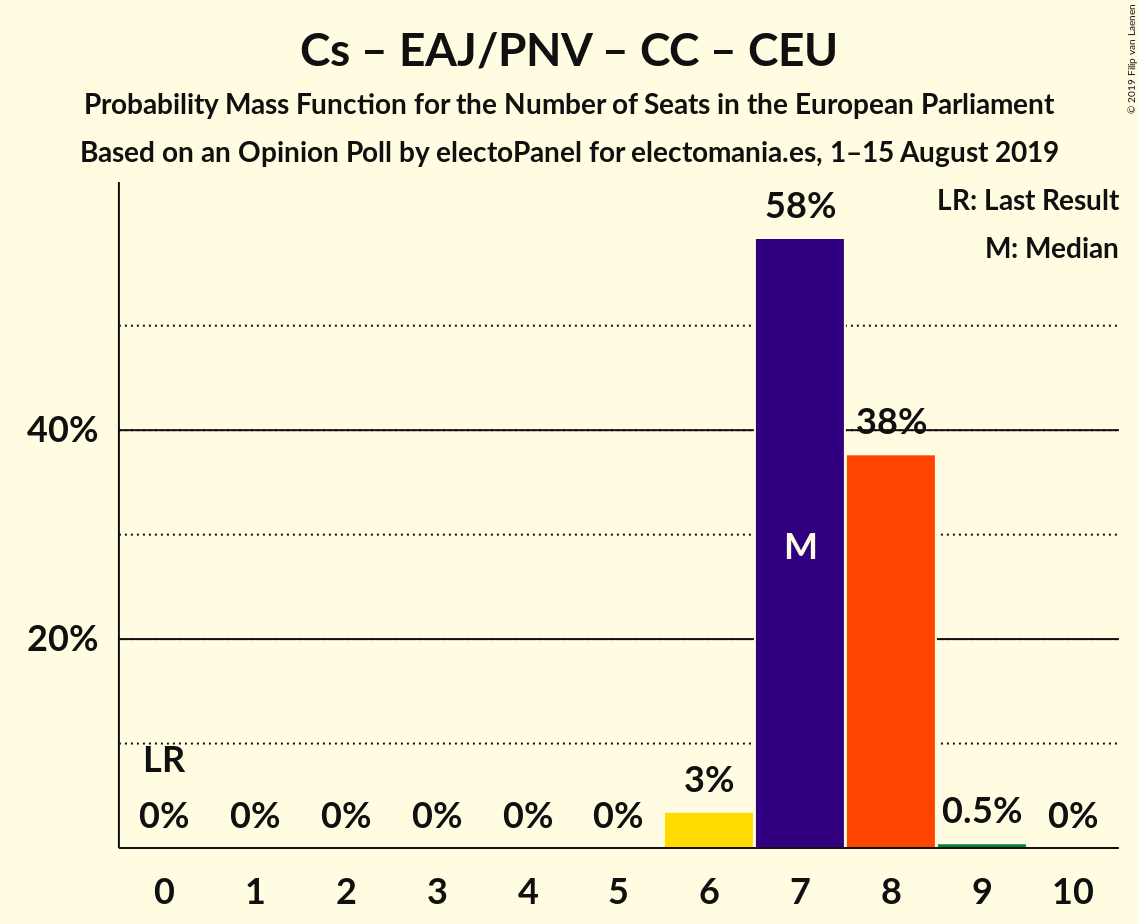 Cs – EAJ/PNV – CC – CEU
Probability Mass Function for the Number of Seats in the European Parliament
Based on an Opinion Poll by electoPanel for electomania.es, 1–15 August 2019
© 2019 Filip van Laenen
LR: Last Result
M: Median
58%
40%
38%
M
20%
LR
0% 0% 0% 0% 0% 0% 3% 0.5% 0%
0 1 2 3 4 5 6 7 8 9 10